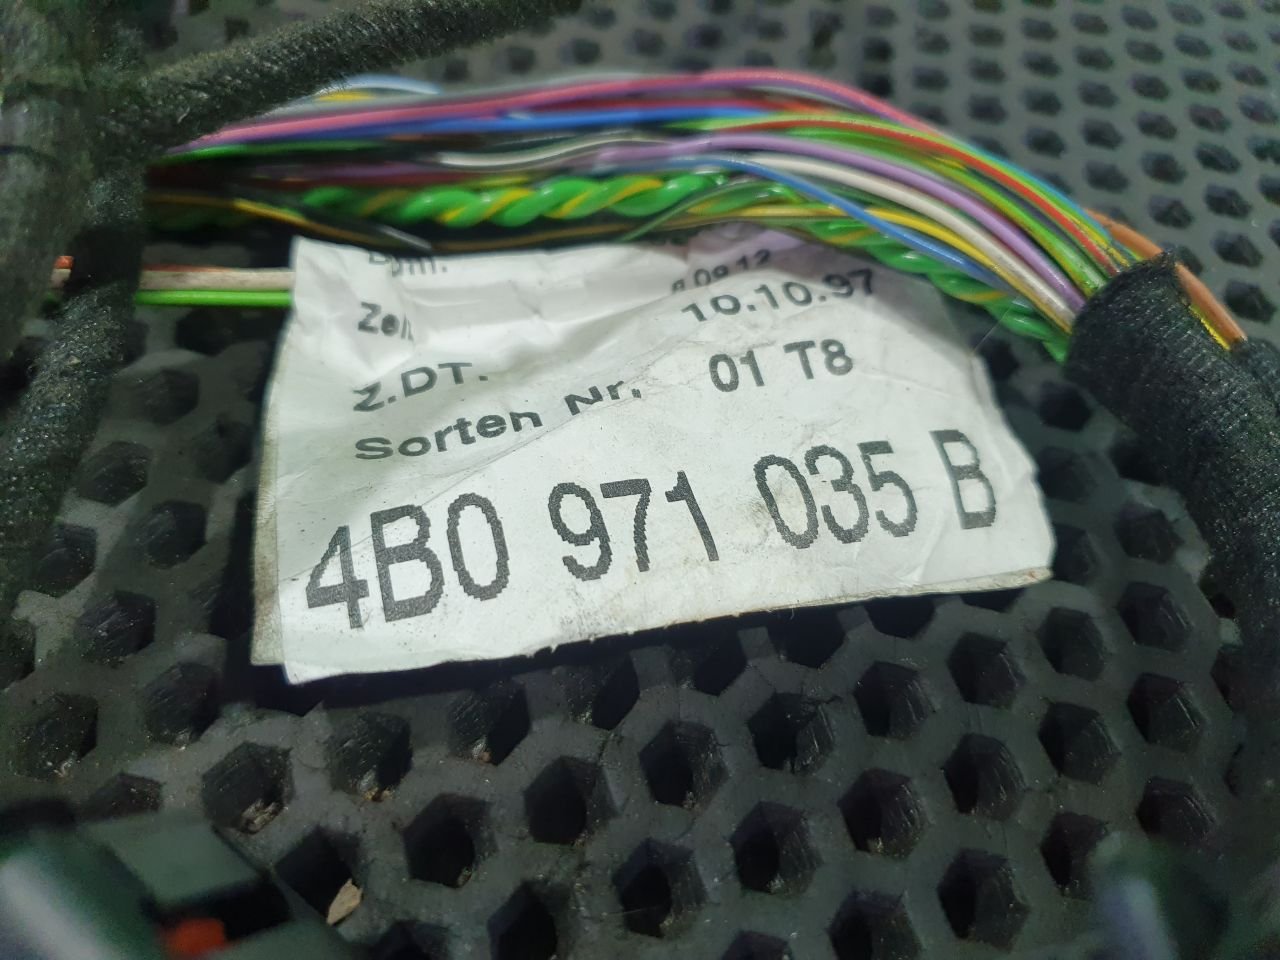 10.10.97
Z.DT.
Sorten Nr. 01 T8
4B0 971 035 B